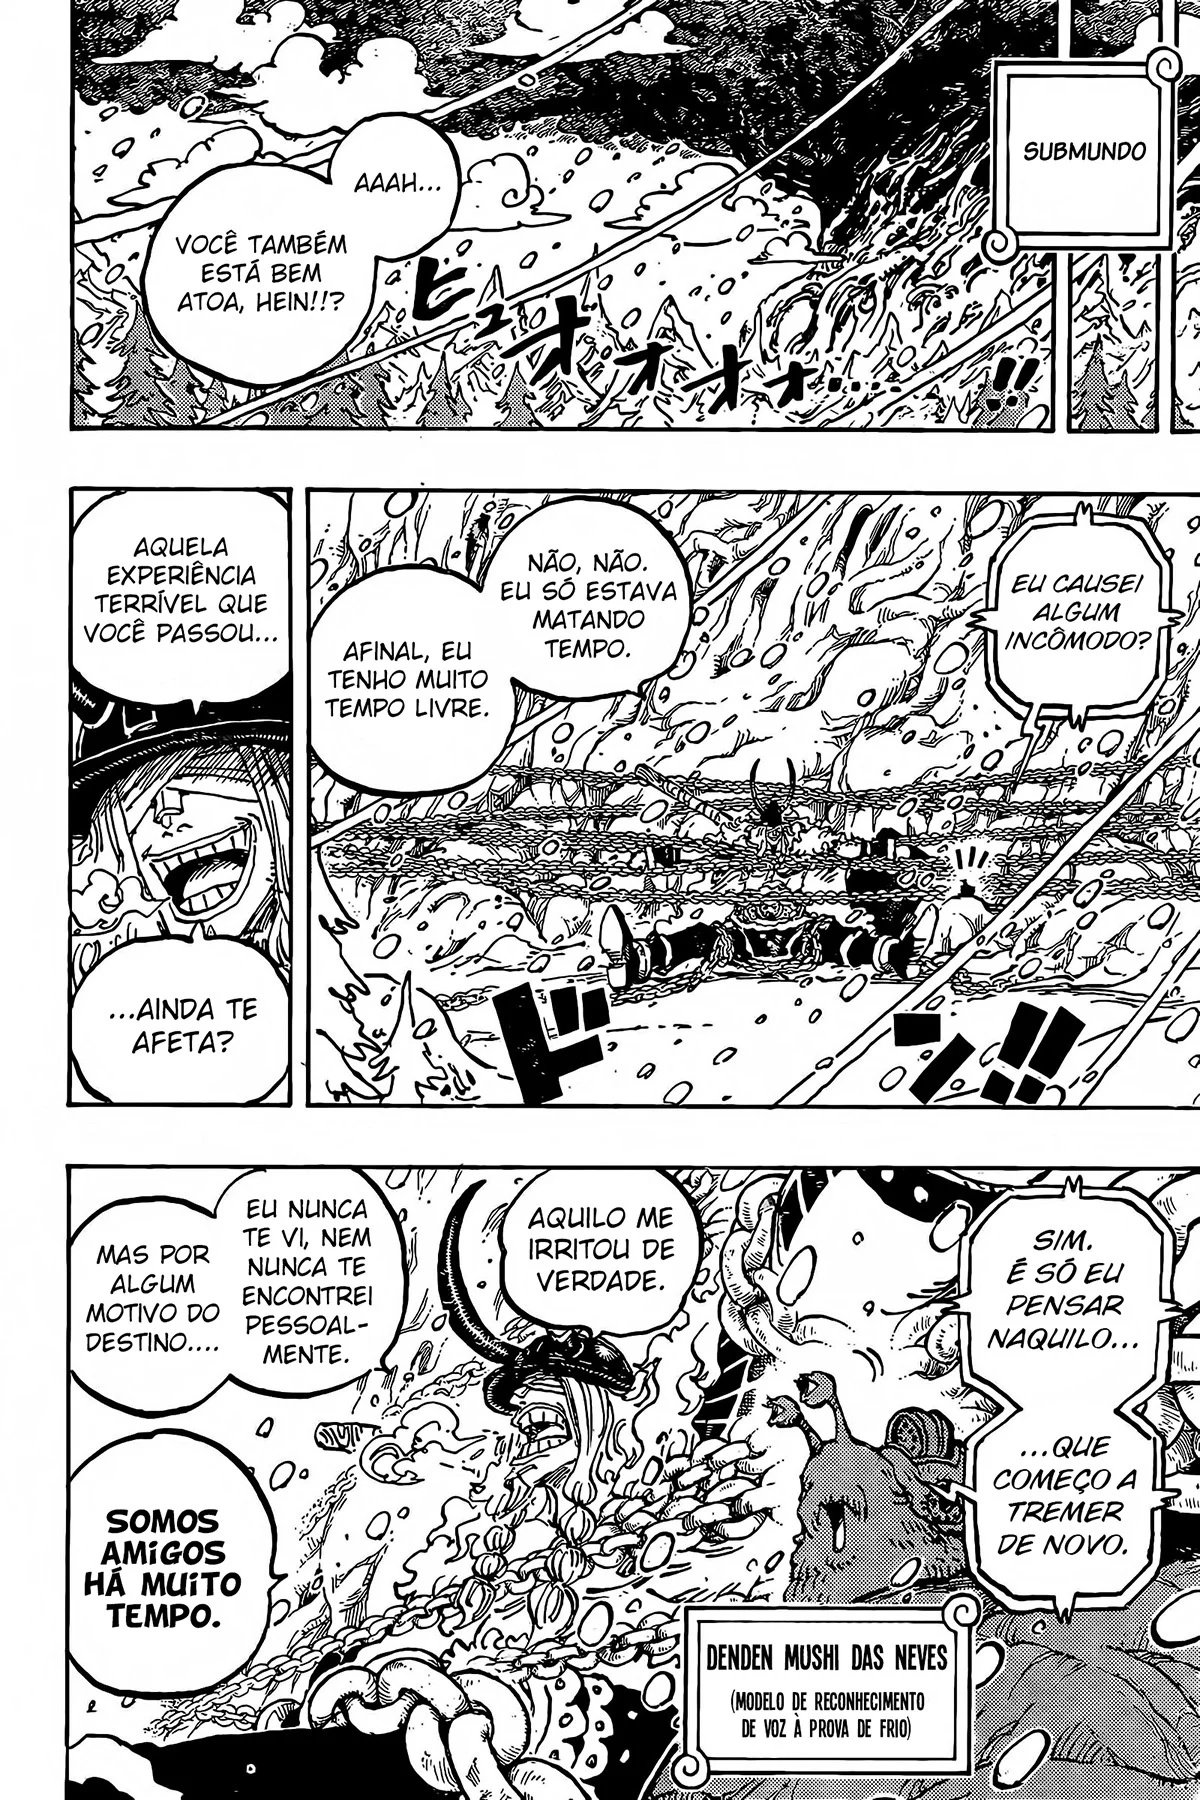 SUBMUNDO
AAAH...
VOCÊ TAMBÉM
ESTÁ BEM
ATOA, HEIN!!?
ヒュオオオオ……!!
EU CAUSEI
ALGUM
INCÔMODO?
NÃO, NÃO.
EU SÓ ESTAVA
MATANDO
TEMPO.
AFINAL, EU
TENHO MUITO
TEMPO LIVRE.
ドン!!
AQUELA
EXPERIÊNCIA
TERRÍVEL QUE
VOCÊ PASSOU...
...AINDA TE
AFETA?
SIM.
É SÓ EU
PENSAR
NAQUILO...
...QUE
COMEÇO A
TREMER
DE NOVO.
AQUILO ME
IRRITOU DE
VERDADE.
EU NUNCA
TE VI, NEM
NUNCA TE
ENCONTREI
PESSOAL-
MENTE.
MAS POR
ALGUM
MOTIVO DO
DESTINO....
SOMOS
AMIGOS
HÁ MUITO
TEMPO.
DENDEN MUSHI DAS NEVES
(MODELO DE RECONHECIMENTO
DE VOZ À PROVA DE FRIO)